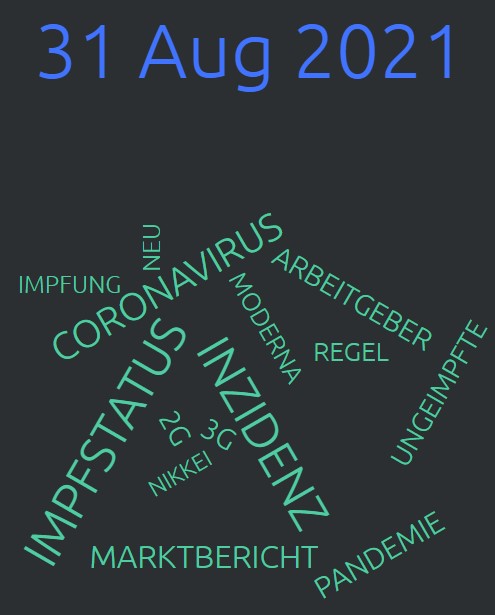 31 Aug 2021
NEU
IMPFUNG
CORONAVIRUS
ARBEITGEBER
MODERNA
REGEL
UNGEIMPFTE
IMPFSTATUS
INZIDENZ
2G
3G
NIKKEI
MARKTBERICHT
PANDEMIE